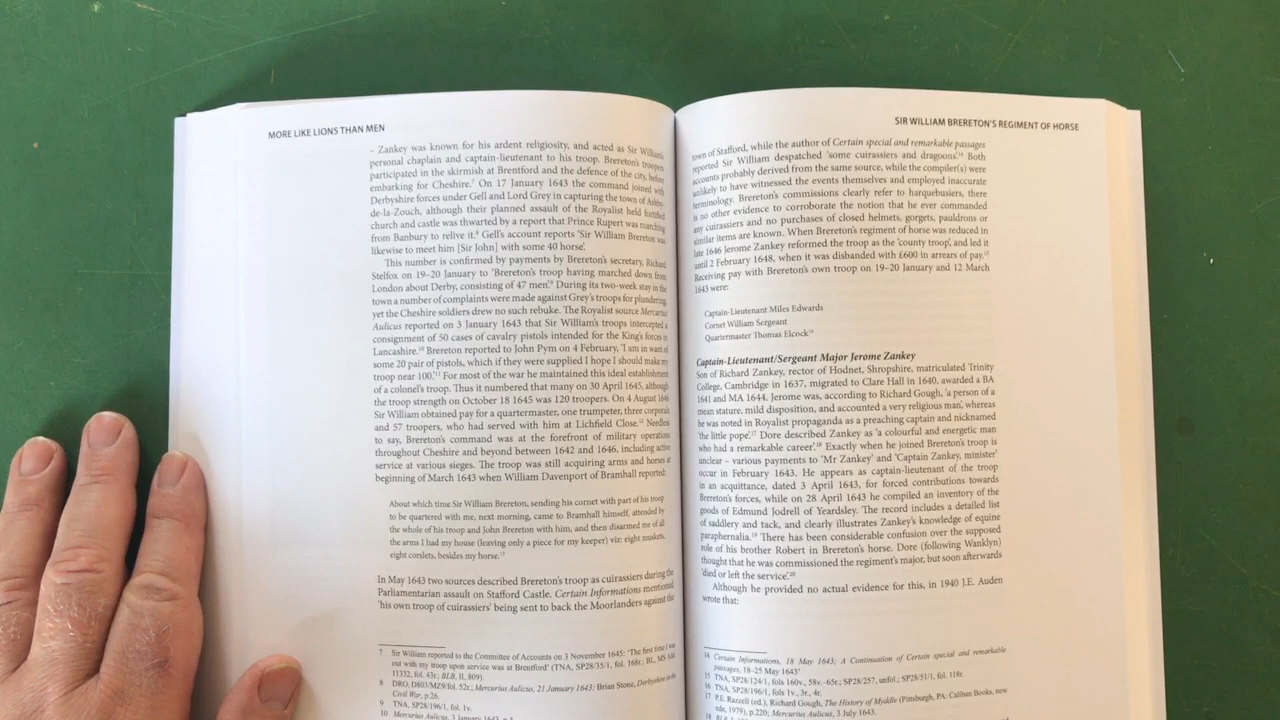 MORE LIKE LIONS THAN MEN
– Zankey was known for his ardent religiosity, and acted as Sir William's
personal chaplain and captain-lieutenant to his troop. Brereton's troopers
participated in the skirmish at Brentford and the defence of the city, before
embarking for Cheshire.⁷ On 17 January 1643 the command joined with
Derbyshire forces under Gell and Lord Grey in capturing the town of Ashby-
de-la-Zouch, although their planned assault of the Royalist held fortified
church and castle was thwarted by a report that Prince Rupert was marching
from Banbury to relive it.⁸ Gell's account reports 'Sir William Brereton was
likewise to meet him [Sir John] with some 40 horse'.
This number is confirmed by payments by Brereton's secretary, Richard
Stelfox on 19–20 January to 'Brereton's troop having marched down from
London about Derby, consisting of 47 men'.⁹ During its two-week stay in the
town a number of complaints were made against Grey's troops for plundering,
yet the Cheshire soldiers drew no such rebuke. The Royalist source Mercurius
Aulicus reported on 3 January 1643 that Sir William's troops intercepted a
consignment of 50 cases of cavalry pistols intended for the King's forces in
Lancashire.¹⁰ Brereton reported to John Pym on 4 February, 'I am in want of
some 20 pair of pistols, which if they were supplied I hope I should make my
troop near 100.'¹¹ For most of the war he maintained this ideal establishment
of a colonel's troop. Thus it numbered that many on 30 April 1645, although
the troop strength on October 18 1645 was 120 troopers. On 4 August 1646
Sir William obtained pay for a quartermaster, one trumpeter, three corporals
and 57 troopers, who had served with him at Lichfield Close.¹² Needless
to say, Brereton's command was at the forefront of military operations
throughout Cheshire and beyond between 1642 and 1646, including active
service at various sieges. The troop was still acquiring arms and horses at
beginning of March 1643 when William Davenport of Bramhall reported:
About which time Sir William Brereton, sending his cornet with part of his troop
to be quartered with me, next morning, came to Bramhall himself, attended by
the whole of his troop and John Brereton with him, and then disarmed me of all
the arms I had my house (leaving only a piece for my keeper) viz: eight muskets,
eight corslets, besides my horse.¹³
In May 1643 two sources described Brereton's troop as cuirassiers during the
Parliamentarian assault on Stafford Castle. Certain Informations mentioned
'his own troop of cuirassiers' being sent to back the Moorlanders against the
7 Sir William reported to the Committee of Accounts on 3 November 1645: 'The first time I was
out with my troop upon service was at Brentford' (TNA, SP28/35/1, fol. 168r.; BL, MS Add.
11332, fol. 43r.; BLB, II, 809).
8 DRO, D803/MZ9/fol. 52s.; Mercurius Aulicus, 21 January 1643; Brian Stone, Derbyshire in the
Civil War, p.26.
9 TNA, SP28/196/1, fol. 1v.
10 Mercurius Aulicus, 3 January 1643, p.4
SIR WILLIAM BRERETON'S REGIMENT OF HORSE
town of Stafford, while the author of Certain special and remarkable passages
reported Sir William despatched 'some cuirassiers and dragoons'.¹⁴ Both
accounts probably derived from the same source, while the compiler(s) were
unlikely to have witnessed the events themselves and employed inaccurate
terminology. Brereton's commissions clearly refer to harquebusiers, there
is no other evidence to corroborate the notion that he ever commanded
any cuirassiers and no purchases of closed helmets, gorgets, pauldrons or
similar items are known. When Brereton's regiment of horse was reduced in
late 1646 Jerome Zankey reformed the troop as the 'county troop', and led it
until 2 February 1648, when it was disbanded with £600 in arrears of pay.¹⁵
Receiving pay with Brereton's own troop on 19–20 January and 12 March
1643 were:
Captain-Lieutenant Miles Edwards
Cornet William Sergeant
Quartermaster Thomas Elcock¹⁶
Captain-Lieutenant/Sergeant Major Jerome Zankey
Son of Richard Zankey, rector of Hodnet, Shropshire, matriculated Trinity
College, Cambridge in 1637, migrated to Clare Hall in 1640, awarded a BA
1641 and MA 1644. Jerome was, according to Richard Gough, 'a person of a
mean stature, mild disposition, and accounted a very religious man', whereas
he was noted in Royalist propaganda as a preaching captain and nicknamed
'the little pope'.¹⁷ Dore described Zankey as 'a colourful and energetic man
who had a remarkable career'.¹⁸ Exactly when he joined Brereton's troop is
unclear – various payments to 'Mr Zankey' and 'Captain Zankey, minister'
occur in February 1643. He appears as captain-lieutenant of the troop
in an acquittance, dated 3 April 1643, for forced contributions towards
Brereton's forces, while on 28 April 1643 he compiled an inventory of the
goods of Edmund Jodrell of Yeardsley. The record includes a detailed list
of saddlery and tack, and clearly illustrates Zankey's knowledge of equine
paraphernalia.¹⁹ There has been considerable confusion over the supposed
role of his brother Robert in Brereton's horse. Dore (following Wanklyn)
thought that he was commissioned the regiment's major, but soon afterwards
'died or left the service'.²⁰
Although he provided no actual evidence for this, in 1940 J.E. Auden
wrote that:
14 Certain Informations, 18 May 1643; A Continuation of Certain special and remarkable
passages, 18–25 May 1643'
15 TNA, SP28/124/1, fols 160v., 58v.–65r.; SP28/257, unfol.; SP28/51/1, fol. 118r.
16 TNA, SP28/196/1, fols 1v., 3r., 4r.
17 P.E. Razzell (ed.), Richard Gough, The History of Myddle (Pinsburgh, PA: Caliban Books, new
edn, 1979), p.220; Mercurius Aulicus, 3 July 1643.
18 BLB, I,